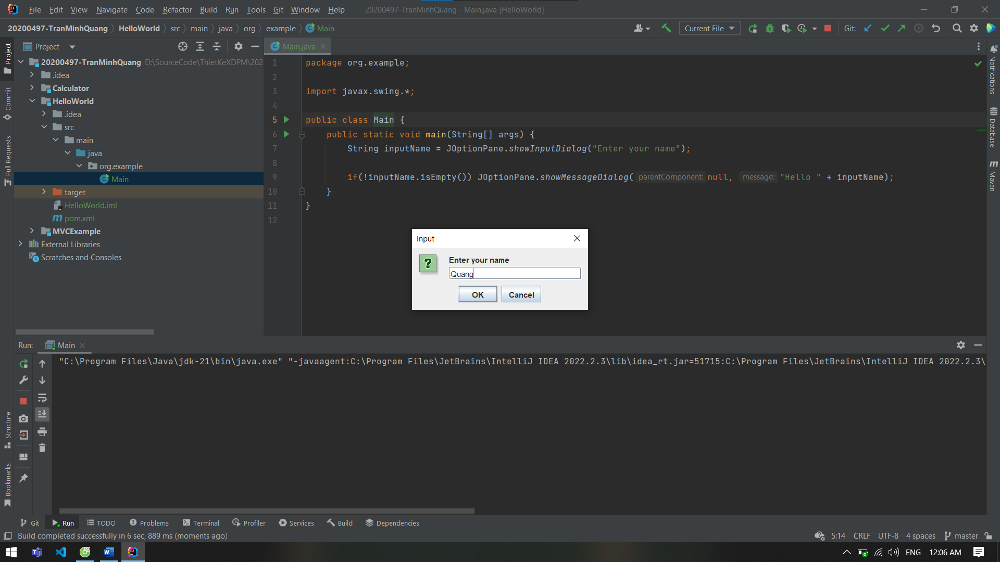 File Edit View Navigate Code Refactor Build Run Tools Git Window Help 20200497-TranMinhQuang - Main.java [HelloWorld]
20200497-TranMinhQuang HelloWorld src main java org example Main Current File Git:
Project Main.java
20200497-TranMinhQuang D:\SourceCode\ThietKeXDPM\202
.idea
Calculator
HelloWorld
.idea
src
main
java
org.example
Main
target
HelloWorld.iml
pom.xml
MVCExample
External Libraries
Scratches and Consoles
1 package org.example;
2
3 import javax.swing.*;
4
5 public class Main {
6 public static void main(String[] args) {
7 String inputName = JOptionPane.showInputDialog("Enter your name");
8
9 if(!inputName.isEmpty()) JOptionPane.showMessageDialog( parentComponent: null, message: "Hello " + inputName);
10 }
11 }
12
Input
Enter your name
Quang
OK Cancel
Project
Commit
Pull Requests
Structure
Bookmarks
Notifications
Database
Maven
Run: Main
"C:\Program Files\Java\jdk-21\bin\java.exe" "-javaagent:C:\Program Files\JetBrains\IntelliJ IDEA 2022.2.3\lib\idea_rt.jar=51715:C:\Program Files\JetBrains\IntelliJ IDEA 2022.2.3\
Git Run TODO Problems Terminal Profiler Services Build Dependencies
Build completed successfully in 6 sec, 889 ms (moments ago) 5:14 CRLF UTF-8 4 spaces master
ENG 12:06 AM